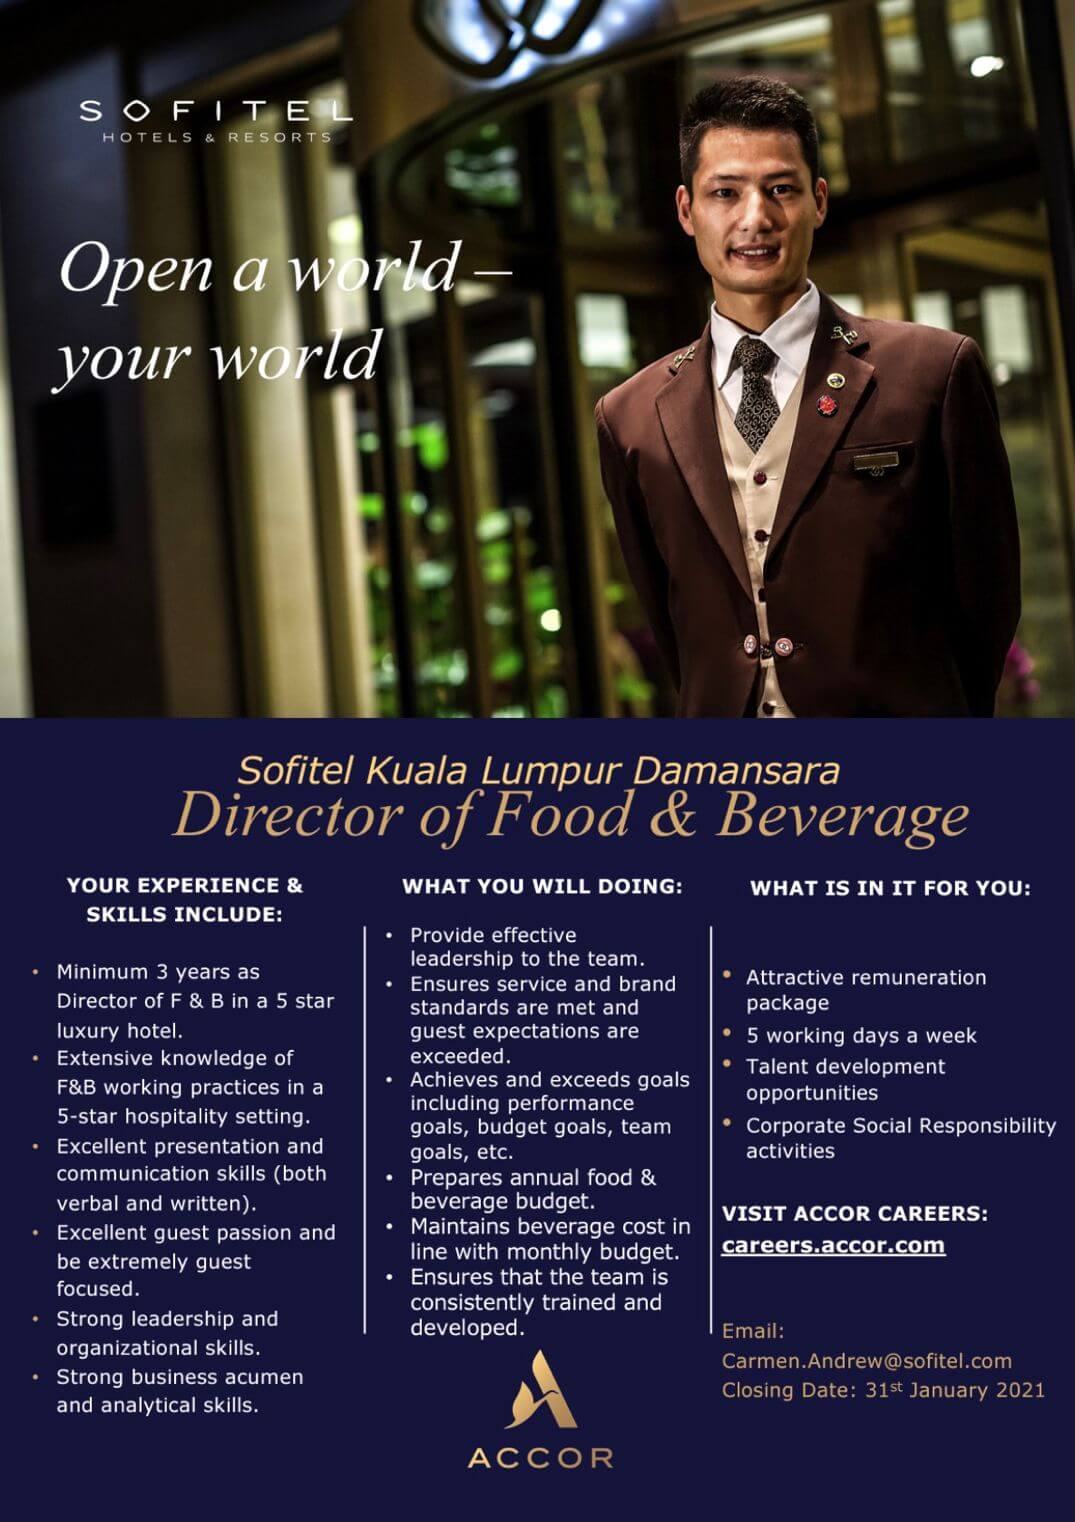 SOFITEL
HOTELS & RESORTS
Open a world –
your world
Sofitel Kuala Lumpur Damansara
Director of Food & Beverage
YOUR EXPERIENCE &
SKILLS INCLUDE:
• Minimum 3 years as
Director of F & B in a 5 star
luxury hotel.
• Extensive knowledge of
F&B working practices in a
5-star hospitality setting.
• Excellent presentation and
communication skills (both
verbal and written).
• Excellent guest passion and
be extremely guest
focused.
• Strong leadership and
organizational skills.
• Strong business acumen
and analytical skills.
WHAT YOU WILL DOING:
• Provide effective
leadership to the team.
• Ensures service and brand
standards are met and
guest expectations are
exceeded.
• Achieves and exceeds goals
including performance
goals, budget goals, team
goals, etc.
• Prepares annual food &
beverage budget.
• Maintains beverage cost in
line with monthly budget.
• Ensures that the team is
consistently trained and
developed.
WHAT IS IN IT FOR YOU:
• Attractive remuneration
package
• 5 working days a week
• Talent development
opportunities
• Corporate Social Responsibility
activities
VISIT ACCOR CAREERS:
careers.accor.com
Email:
Carmen.Andrew@sofitel.com
Closing Date: 31st January 2021
ACCOR